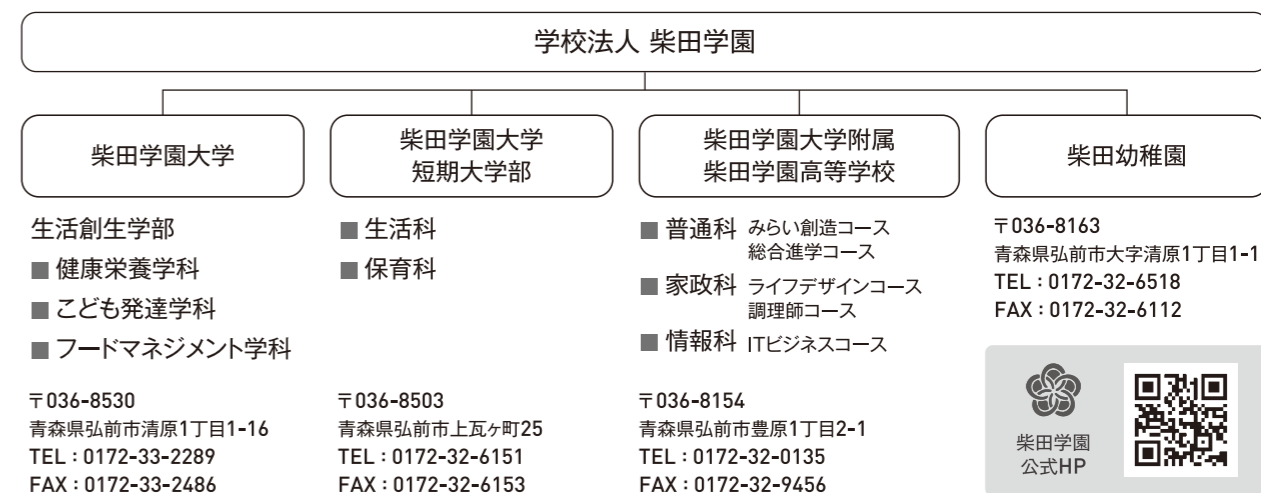 学校法人 柴田学園
柴田学園大学
生活創生学部
■ 健康栄養学科
■ こども発達学科
■ フードマネジメント学科
〒036-8530
青森県弘前市清原1丁目1-16
TEL：0172-33-2289
FAX：0172-33-2486
柴田学園大学
短期大学部
■ 生活科
■ 保育科
〒036-8503
青森県弘前市上瓦ヶ町25
TEL：0172-32-6151
FAX：0172-32-6153
柴田学園大学附属
柴田学園高等学校
■ 普通科 みらい創造コース
総合進学コース
■ 家政科 ライフデザインコース
調理師コース
■ 情報科 ITビジネスコース
〒036-8154
青森県弘前市豊原1丁目2-1
TEL：0172-32-0135
FAX：0172-32-9456
柴田幼稚園
〒036-8163
青森県弘前市大字清原1丁目1-1
TEL：0172-32-6518
FAX：0172-32-6112
柴田学園
公式HP